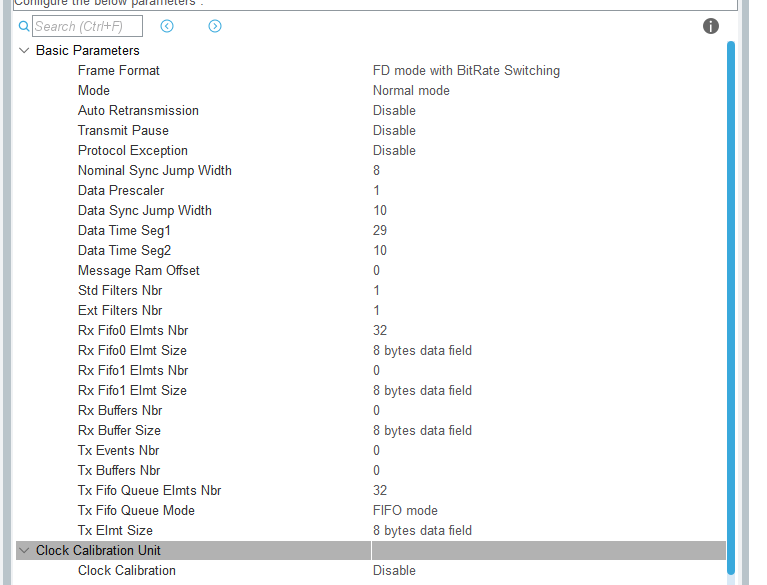 Configure the below parameters :
Search (Ctrl+F)
Basic Parameters
Frame Format FD mode with BitRate Switching
Mode Normal mode
Auto Retransmission Disable
Transmit Pause Disable
Protocol Exception Disable
Nominal Sync Jump Width 8
Data Prescaler 1
Data Sync Jump Width 10
Data Time Seg1 29
Data Time Seg2 10
Message Ram Offset 0
Std Filters Nbr 1
Ext Filters Nbr 1
Rx Fifo0 Elmts Nbr 32
Rx Fifo0 Elmt Size 8 bytes data field
Rx Fifo1 Elmts Nbr 0
Rx Fifo1 Elmt Size 8 bytes data field
Rx Buffers Nbr 0
Rx Buffer Size 8 bytes data field
Tx Events Nbr 0
Tx Buffers Nbr 0
Tx Fifo Queue Elmts Nbr 32
Tx Fifo Queue Mode FIFO mode
Tx Elmt Size 8 bytes data field
Clock Calibration Unit
Clock Calibration Disable